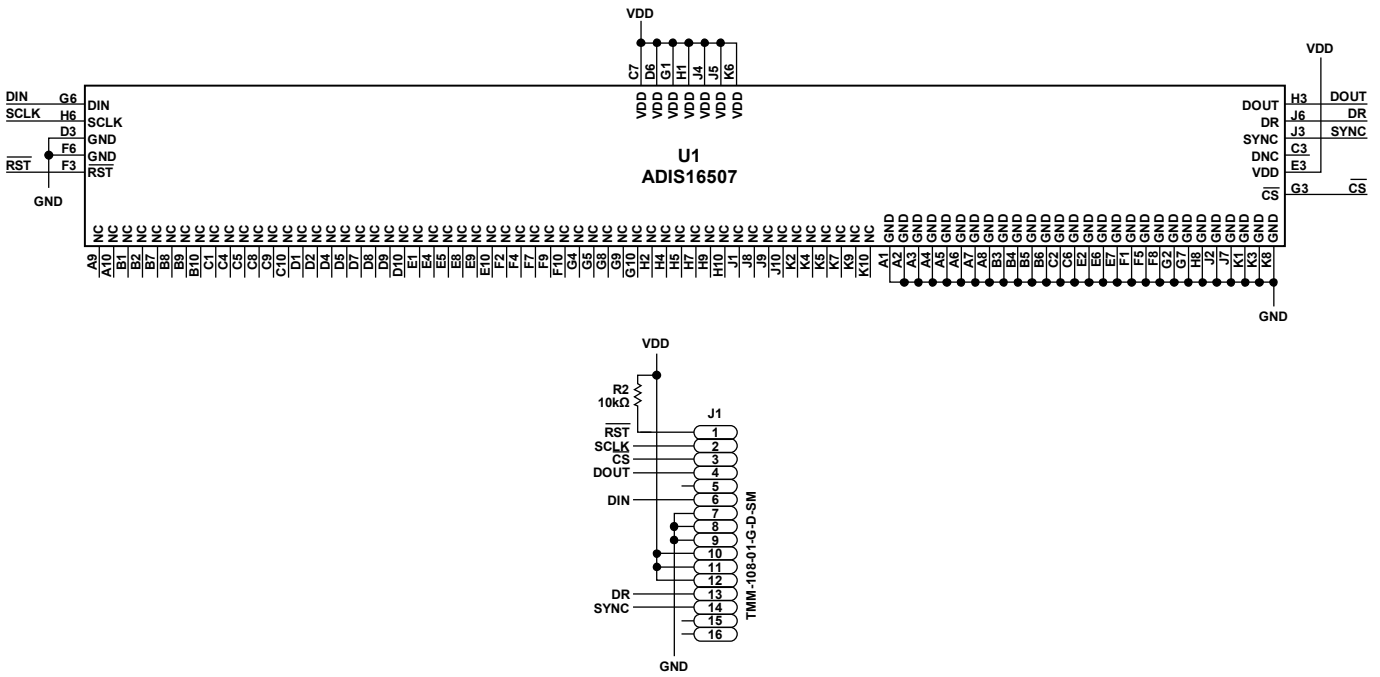 VDD
C7 D6 G1 H1 J4 J5 K6
VDD VDD VDD VDD VDD VDD VDD
VDD
DIN G6 DIN
SCLK H6 SCLK
D3 GND
F6 GND
RST F3 RST
GND
U1
ADIS16507
DOUT H3 DOUT
DR J6 DR
SYNC J3 SYNC
DNC C3
VDD E3
CS G3 CS
NC NC NC NC NC NC NC NC NC NC NC NC NC NC NC NC NC NC NC NC NC NC NC NC NC NC NC NC NC NC NC NC NC NC NC NC NC NC NC NC NC NC NC NC NC NC NC NC NC NC NC NC NC NC
GND GND GND GND GND GND GND GND GND GND GND GND GND GND GND GND GND GND GND GND GND GND GND GND GND GND GND GND
A9 A10 B1 B2 B7 B8 B9 B10 C1 C4 C5 C8 C9 C10 D1 D2 D4 D5 D7 D8 D9 D10 E1 E4 E5 E8 E9 E10 F2 F4 F7 F9 F10 G4 G5 G8 G9 G10 H2 H4 H5 H7 H9 H10 J1 J8 J9 J10 K2 K4 K5 K7 K9 K10
A1 A2 A3 A4 A5 A6 A7 A8 B3 B4 B5 B6 C2 C6 E2 E6 E7 F1 F5 F8 G2 G7 H8 J2 J7 K1 K3 K8
GND
VDD
R2
10kΩ
J1
RST 1
SCLK 2
CS 3
DOUT 4
5
DIN 6
7
8
9
10
11
12
DR 13
SYNC 14
15
16
TMM-108-01-G-D-SM
GND